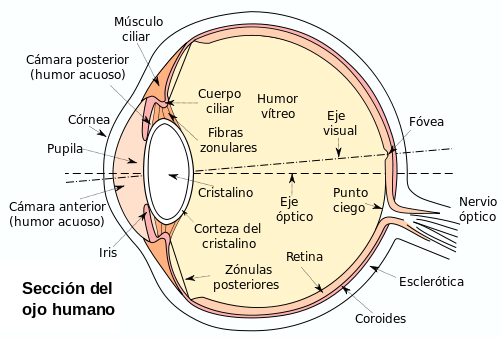 Músculo
ciliar
Cámara posterior
(humor acuoso)
Córnea
Pupila
Cámara anterior
(humor acuoso)
Iris
Cuerpo
ciliar
Humor
vítreo
Fibras
zonulares
Eje
visual
Fóvea
Cristalino
Eje
óptico
Punto
ciego
Nervio
óptico
Corteza del
cristalino
Zónulas
posteriores
Retina
Esclerótica
Coroides
Sección del
ojo humano